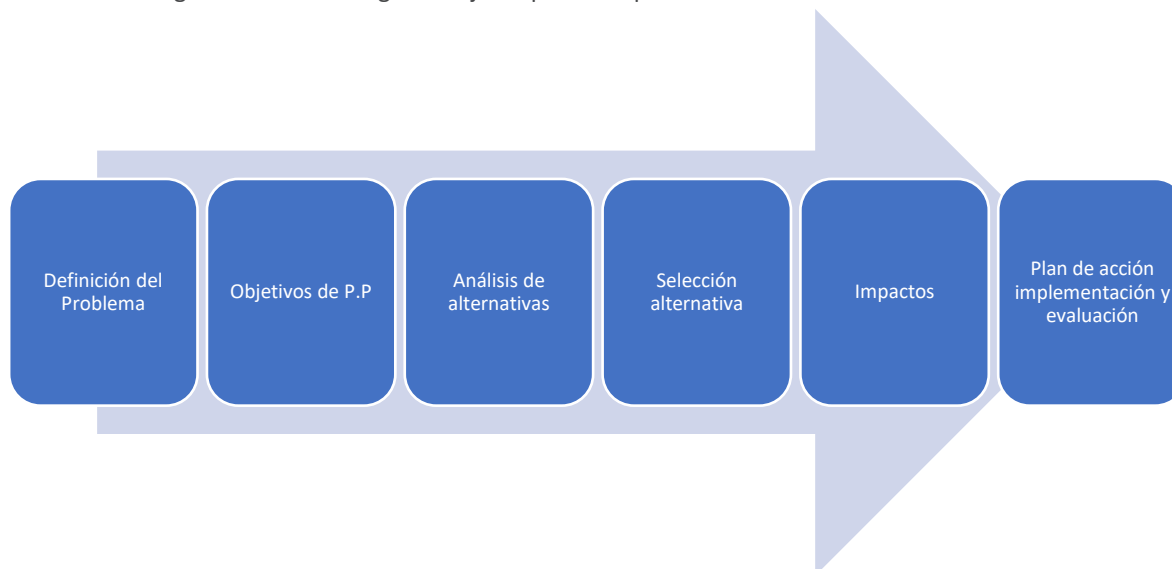 Definición del
Problema
Objetivos de P.P
Análisis de
alternativas
Selección
alternativa
Impactos
Plan de acción
implementación y
evaluación